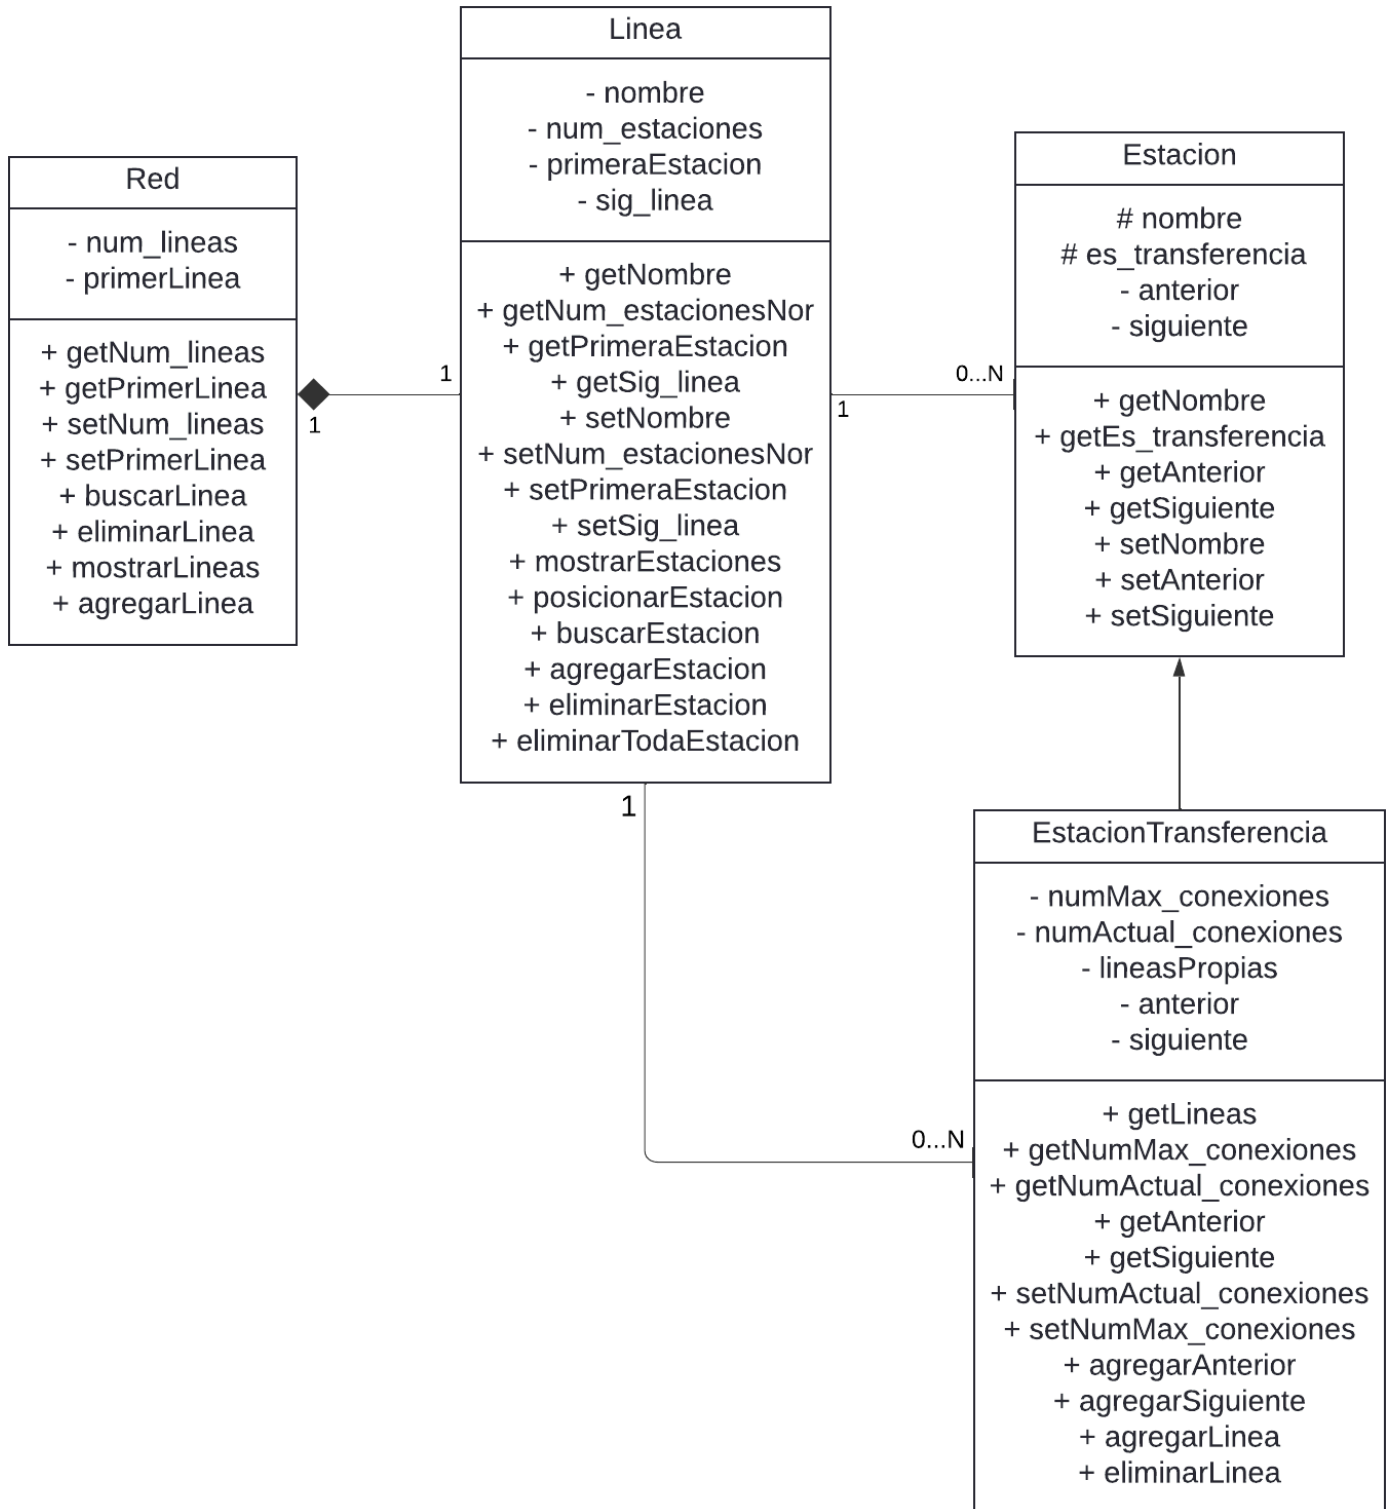 Linea
- nombre
- num_estaciones
- primeraEstacion
- sig_linea
+ getNombre
+ getNum_estacionesNor
+ getPrimeraEstacion
+ getSig_linea
+ setNombre
+ setNum_estacionesNor
+ setPrimeraEstacion
+ setSig_linea
+ mostrarEstaciones
+ posicionarEstacion
+ buscarEstacion
+ agregarEstacion
+ eliminarEstacion
+ eliminarTodaEstacion
Red
- num_lineas
- primerLinea
+ getNum_lineas
+ getPrimerLinea
+ setNum_lineas
+ setPrimerLinea
+ buscarLinea
+ eliminarLinea
+ mostrarLineas
+ agregarLinea
1
1
1
0...N
Estacion
# nombre
# es_transferencia
- anterior
- siguiente
+ getNombre
+ getEs_transferencia
+ getAnterior
+ getSiguiente
+ setNombre
+ setAnterior
+ setSiguiente
1
0...N
EstacionTransferencia
- numMax_conexiones
- numActual_conexiones
- lineasPropias
- anterior
- siguiente
+ getLineas
+ getNumMax_conexiones
+ getNumActual_conexiones
+ getAnterior
+ getSiguiente
+ setNumActual_conexiones
+ setNumMax_conexiones
+ agregarAnterior
+ agregarSiguiente
+ agregarLinea
+ eliminarLinea